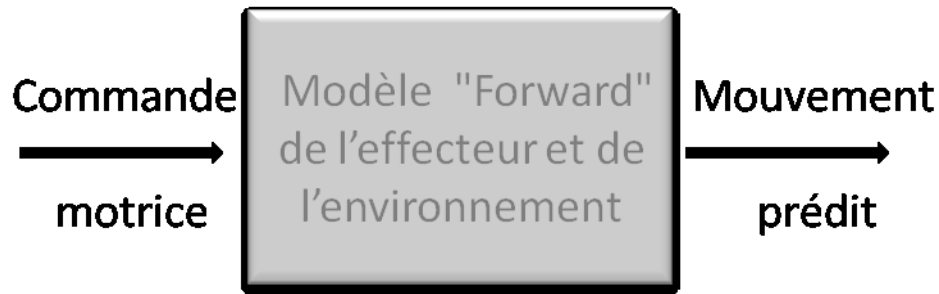 Commande
motrice
Modèle "Forward"
de l'effecteur et de
l'environnement
Mouvement
prédit